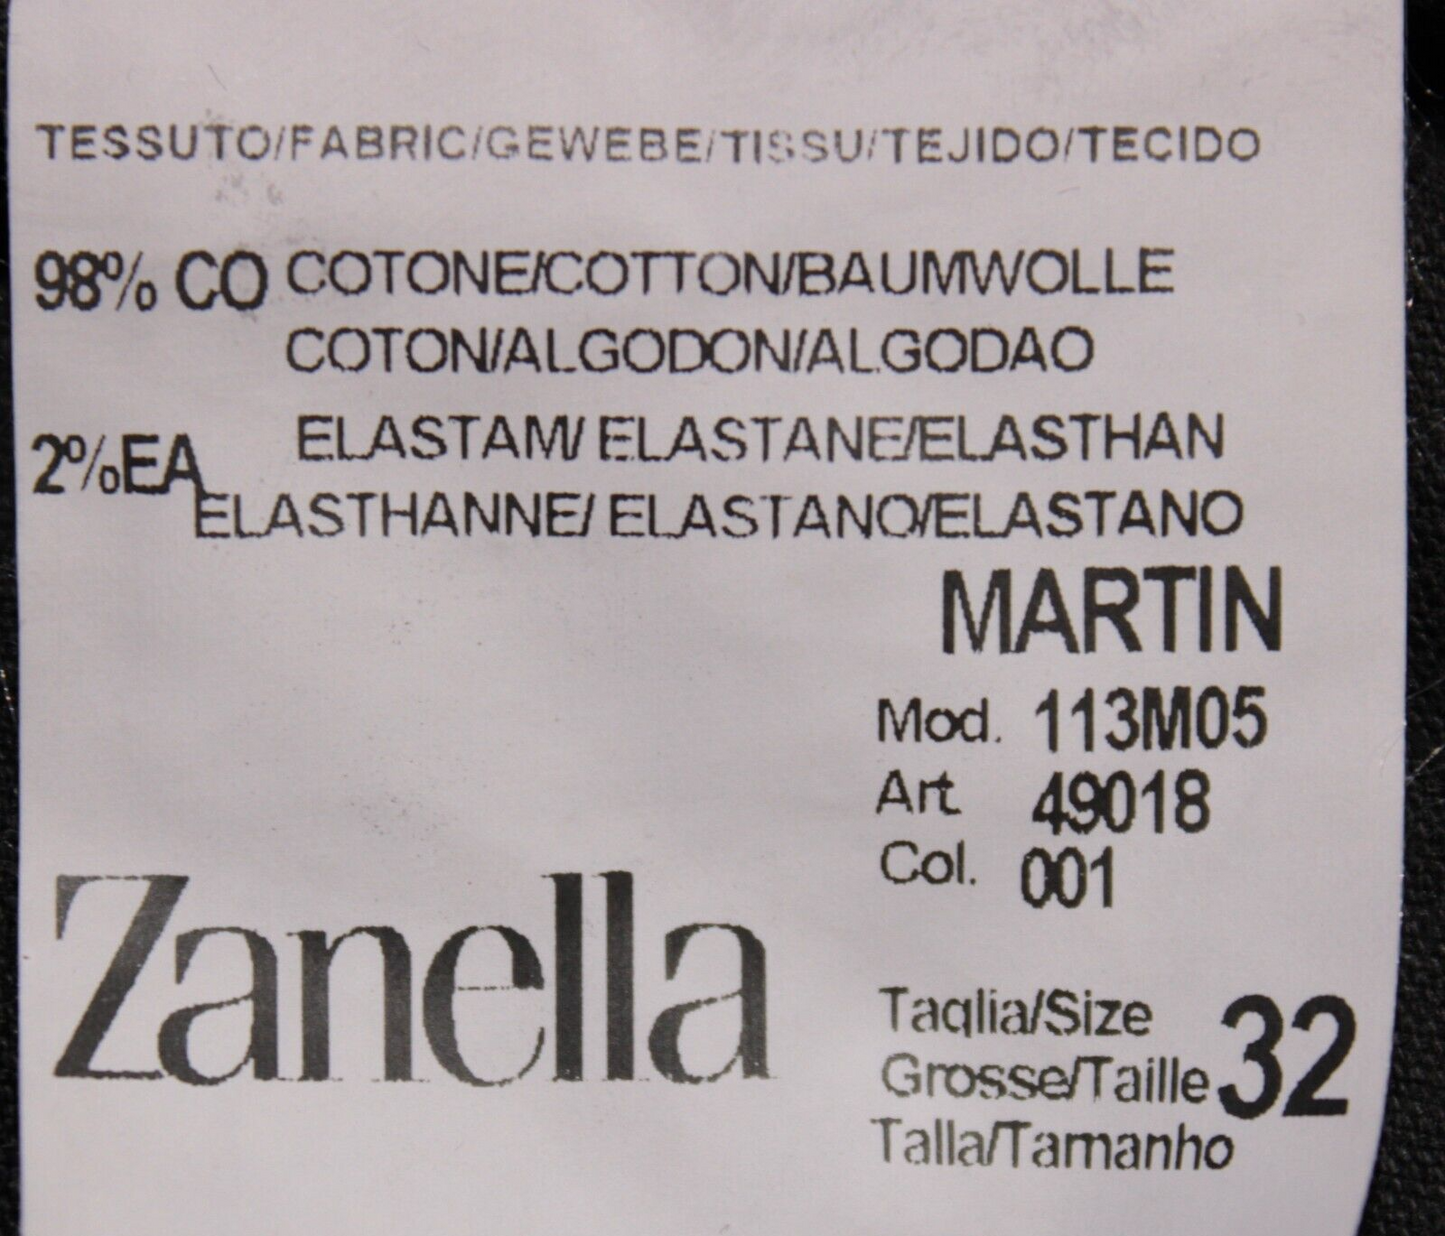 TESSUTO/FABRIC/GEWEBE/TISSU/TEJIDO/TECIDO
98% CO COTONE/COTTON/BAUMWOLLE
COTON/ALGODON/ALGODAO
2%EA ELASTAM/ ELASTANE/ELASTHAN
ELASTHANNE/ ELASTANO/ELASTANO
MARTIN
Mod. 113M05
Art. 49018
Col. 001
Zanella
Taglia/Size
Grosse/Taille 32
Talla/Tamanho